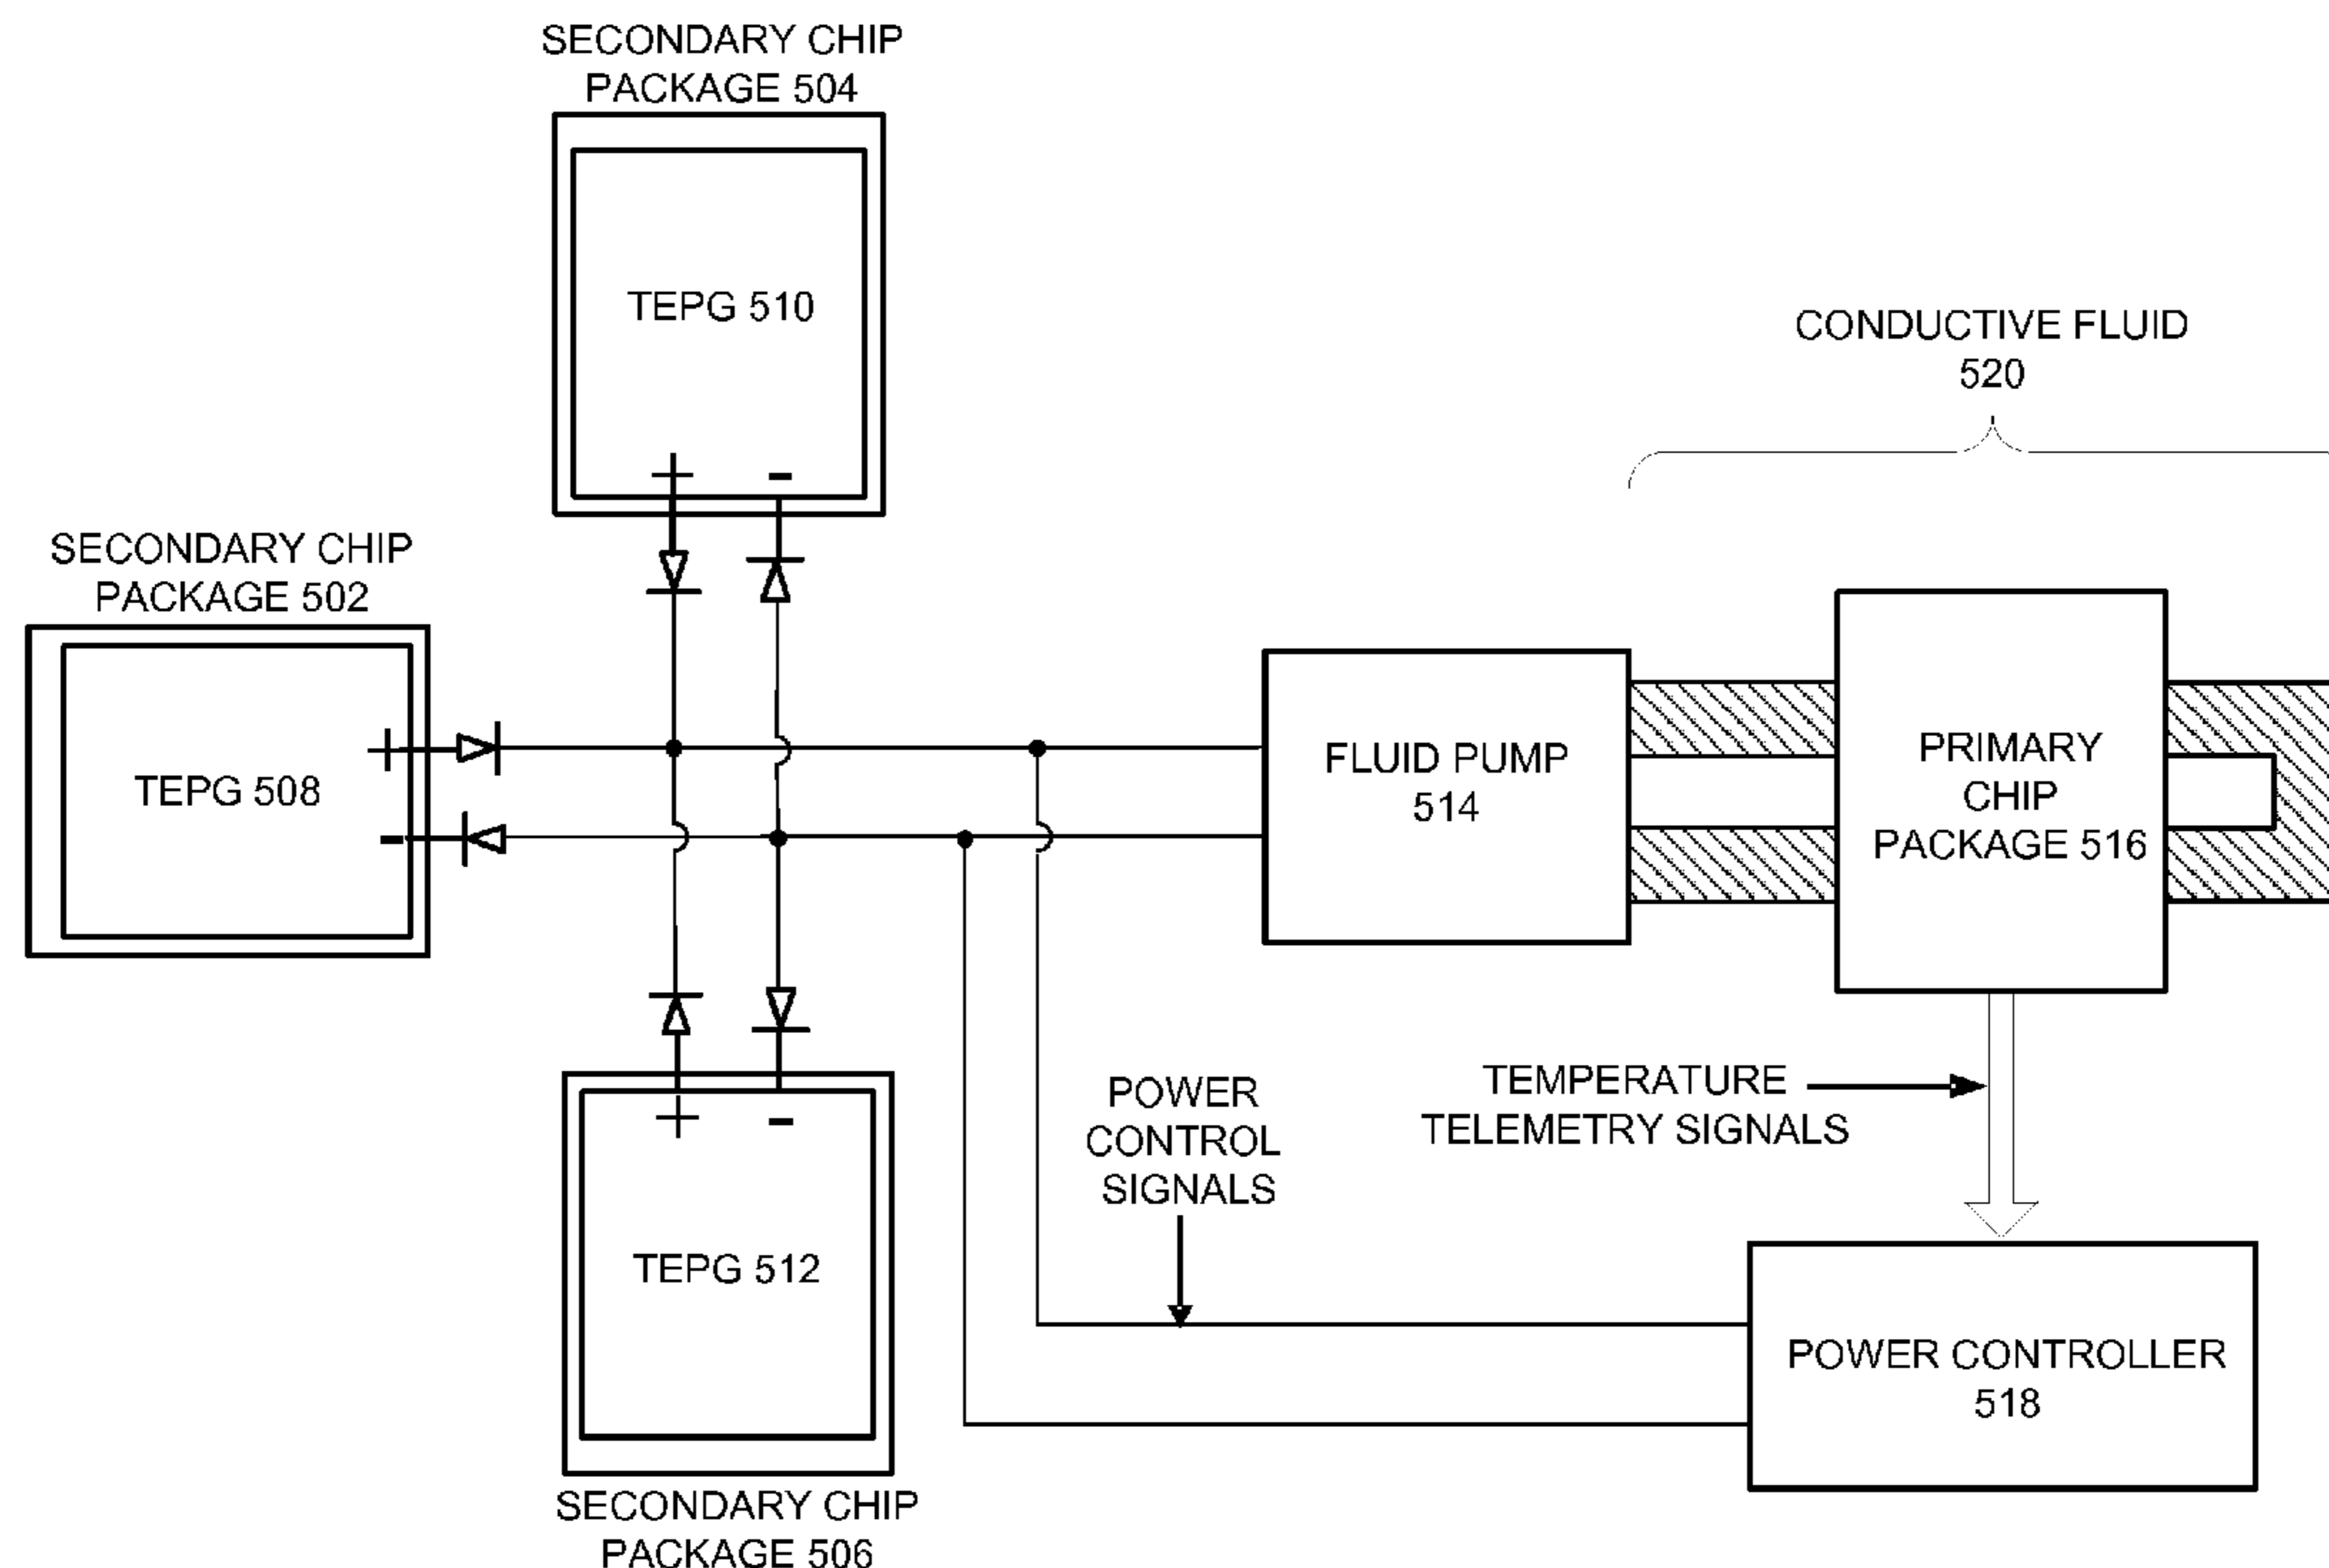 SECONDARY CHIP
PACKAGE 504
TEPG 510
+ -
CONDUCTIVE FLUID
520
SECONDARY CHIP
PACKAGE 502
+
TEPG 508
-
FLUID PUMP
514
PRIMARY
CHIP
PACKAGE 516
+ -
TEPG 512
SECONDARY CHIP
PACKAGE 506
POWER
CONTROL
SIGNALS
TEMPERATURE
TELEMETRY SIGNALS
POWER CONTROLLER
518